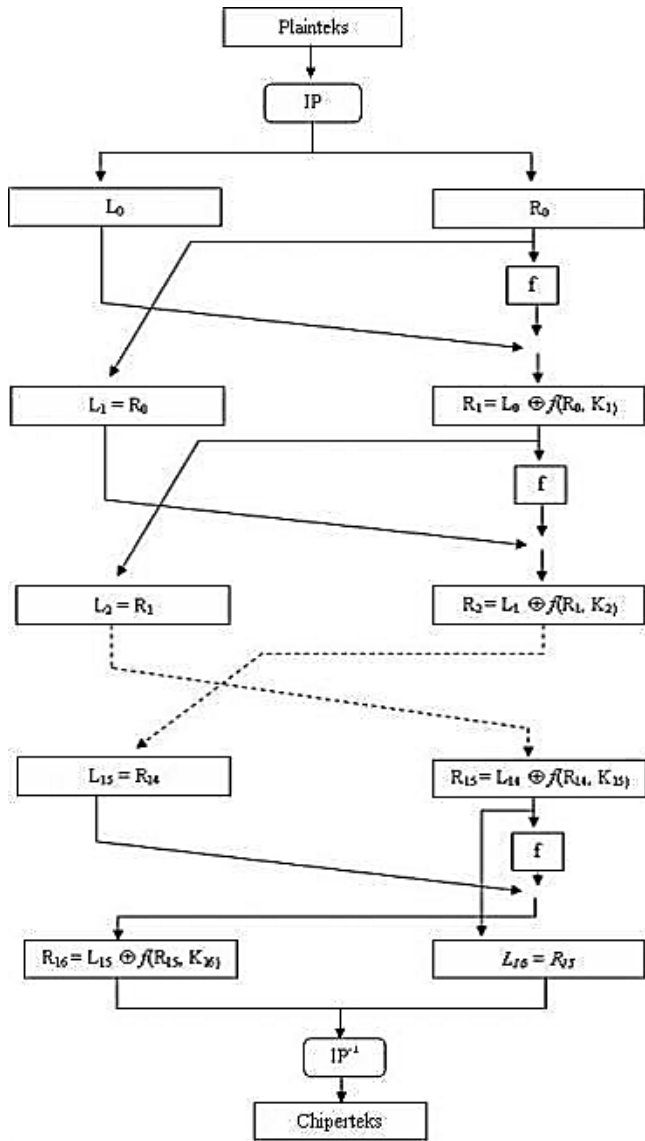 Plainteks
IP
L₀
R₀
f
L₁ = R₀
R₁ = L₀ ⊕ f(R₀, K₁)
f
L₂ = R₁
R₂ = L₁ ⊕ f(R₁, K₂)
L₁₅ = R₁₄
R₁₅ = L₁₄ ⊕ f(R₁₄, K₁₅)
f
R₁₆ = L₁₅ ⊕ f(R₁₅, K₁₆)
L₁₆ = R₁₅
IP⁻¹
Chiperteks